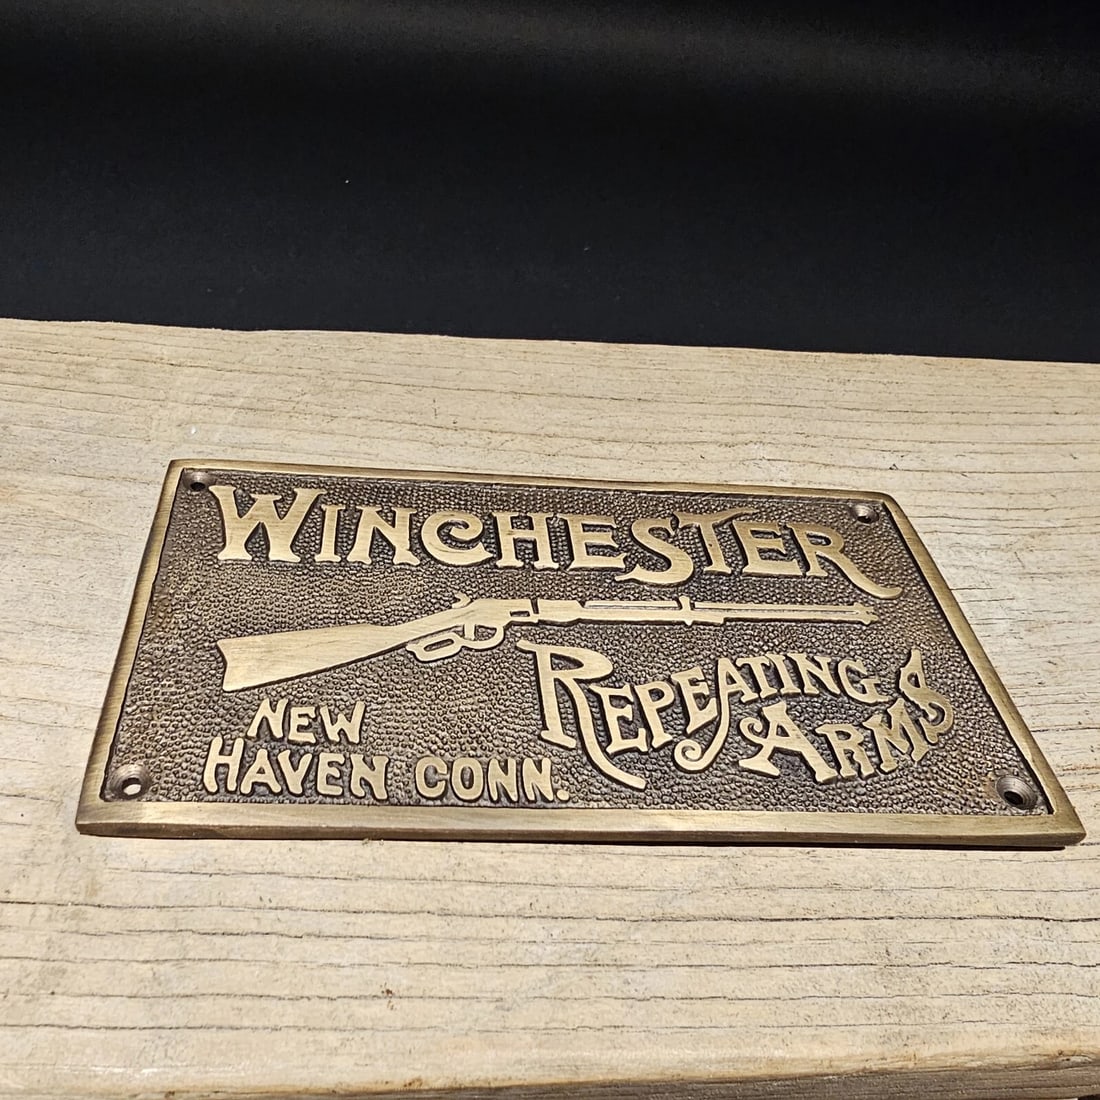 WINCHESTER
REPEATING
ARMS
NEW
HAVEN CONN.